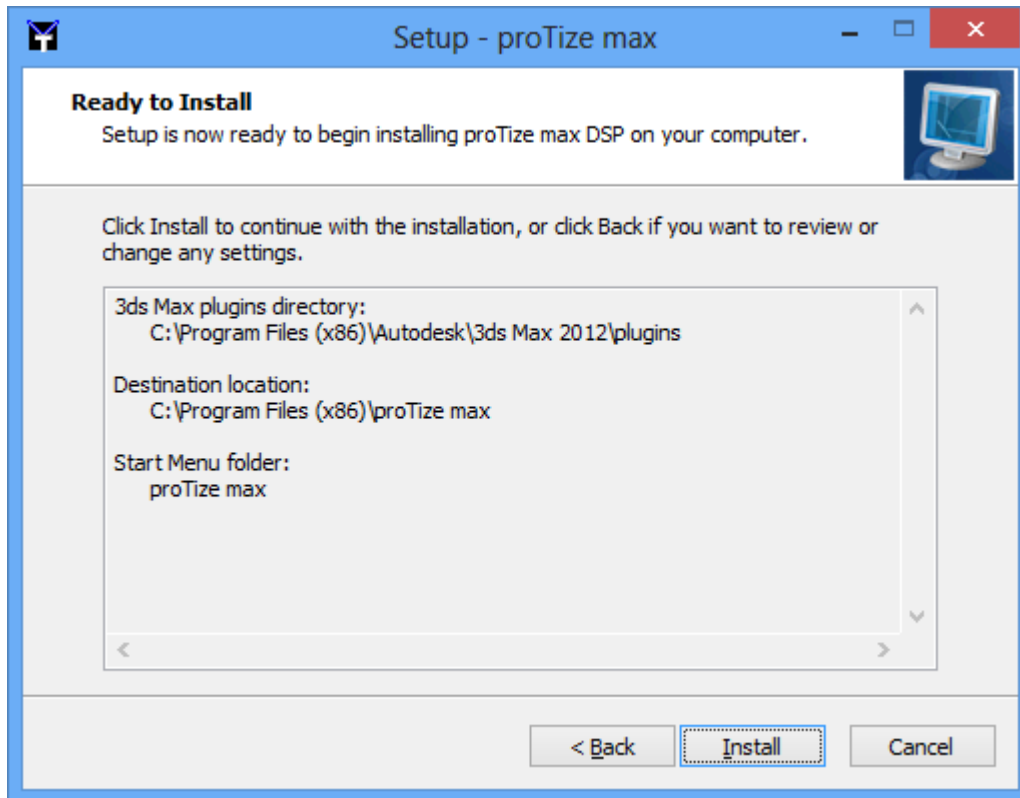 Setup - proTize max
Ready to Install
Setup is now ready to begin installing proTize max DSP on your computer.
Click Install to continue with the installation, or click Back if you want to review or
change any settings.
3ds Max plugins directory:
C:\Program Files (x86)\Autodesk\3ds Max 2012\plugins
Destination location:
C:\Program Files (x86)\proTize max
Start Menu folder:
proTize max
< Back
Install
Cancel